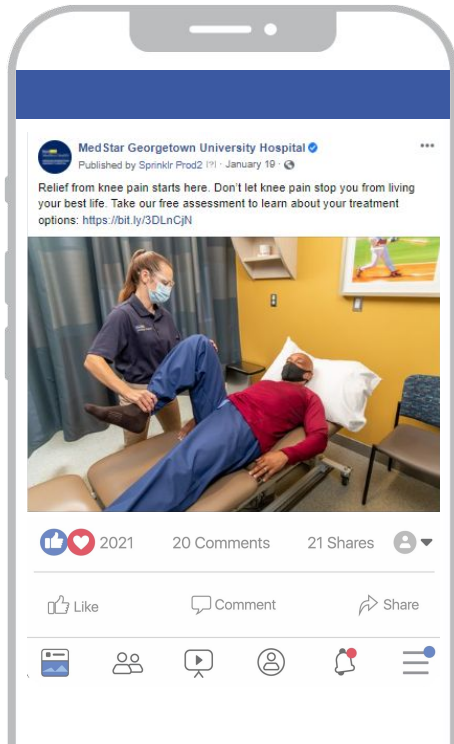 MedStar Georgetown University Hospital
Published by Sprinklr Prod2 [?] · January 19 ·
Relief from knee pain starts here. Don't let knee pain stop you from living
your best life. Take our free assessment to learn about your treatment
options: https://bit.ly/3DLnCjN
2021 20 Comments 21 Shares
Like Comment Share